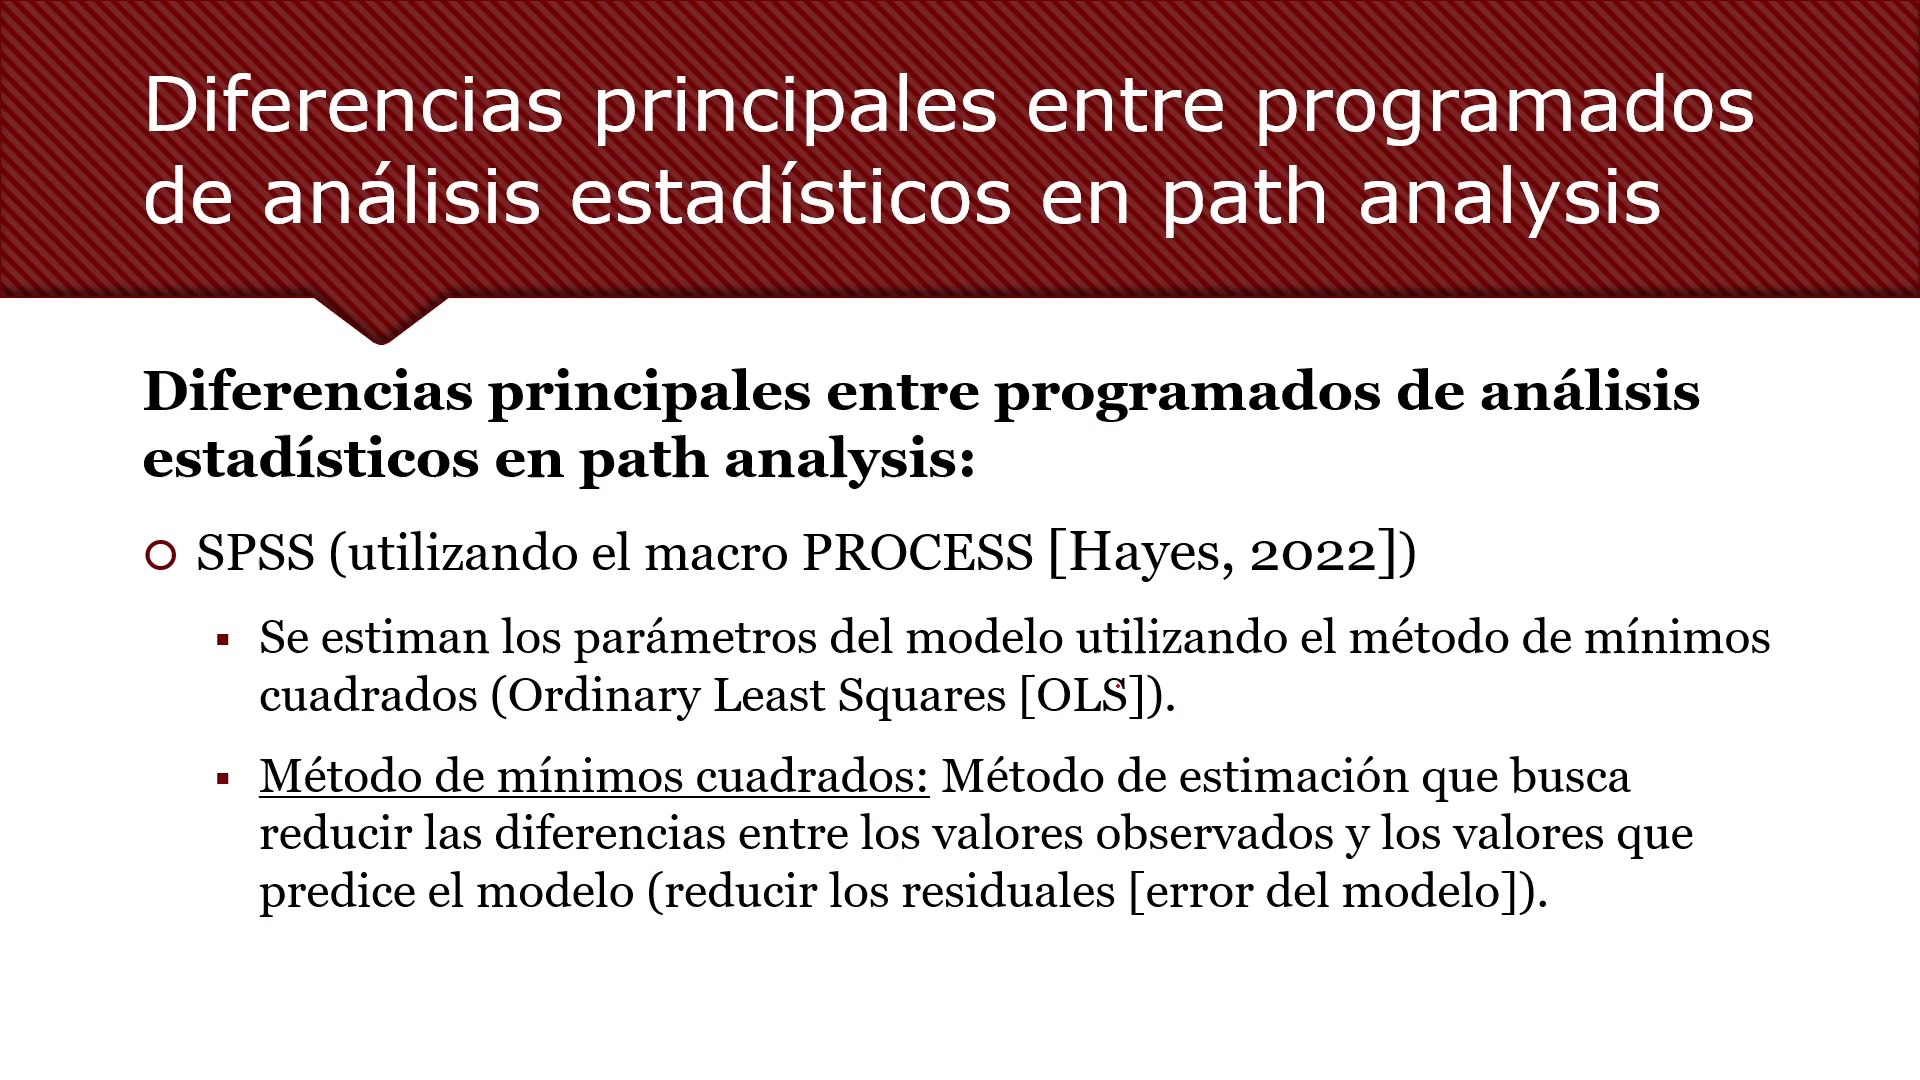 Diferencias principales entre programados
de análisis estadísticos en path analysis
Diferencias principales entre programados de análisis
estadísticos en path analysis:
SPSS (utilizando el macro PROCESS [Hayes, 2022])
▪ Se estiman los parámetros del modelo utilizando el método de mínimos
cuadrados (Ordinary Least Squares [OLS]).
▪ Método de mínimos cuadrados: Método de estimación que busca
reducir las diferencias entre los valores observados y los valores que
predice el modelo (reducir los residuales [error del modelo]).